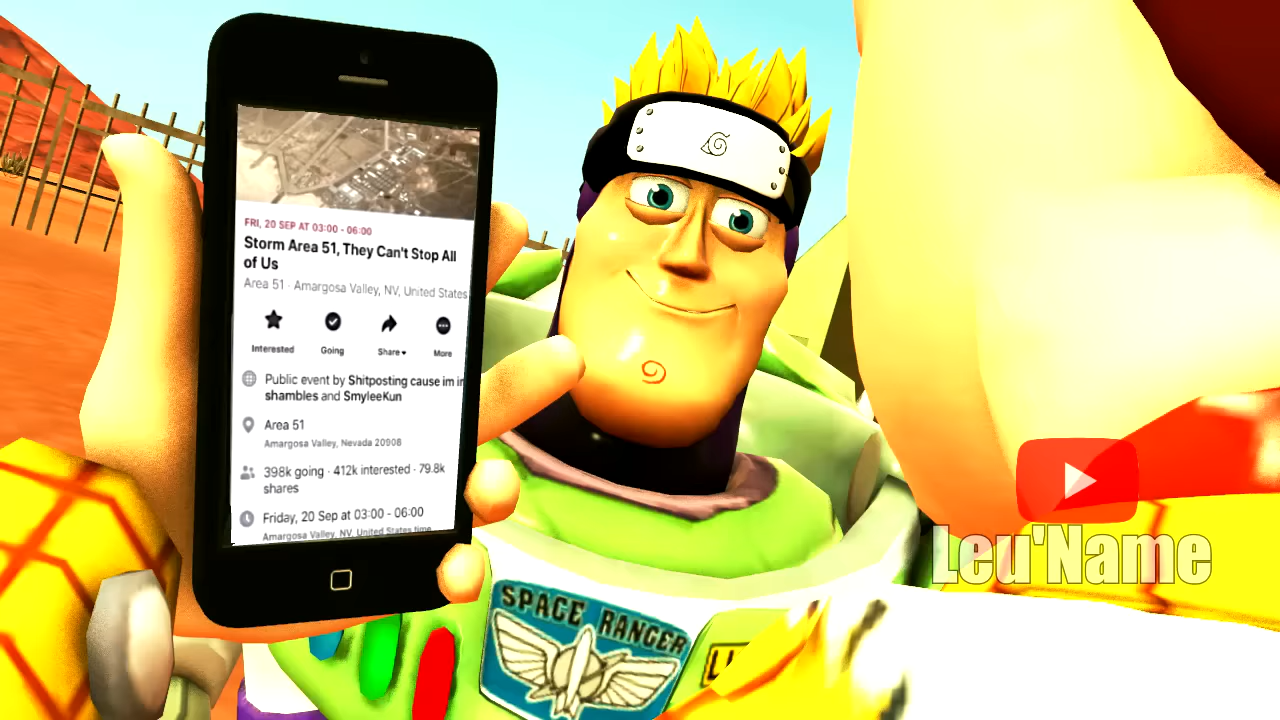 FRI, 20 SEP AT 03:00 - 06:00
Storm Area 51, They Can't Stop All
of Us
Area 51 · Amargosa Valley, NV, United States
Interested Going Share More
Public event by Shitposting cause im in
shambles and SmyleeKun
Area 51
Amargosa Valley, Nevada 20908
398k going · 412k interested · 79.8k
shares
Friday, 20 Sep at 03:00 - 06:00
Amargosa Valley, NV, United States time
SPACE RANGER
Leu'Name